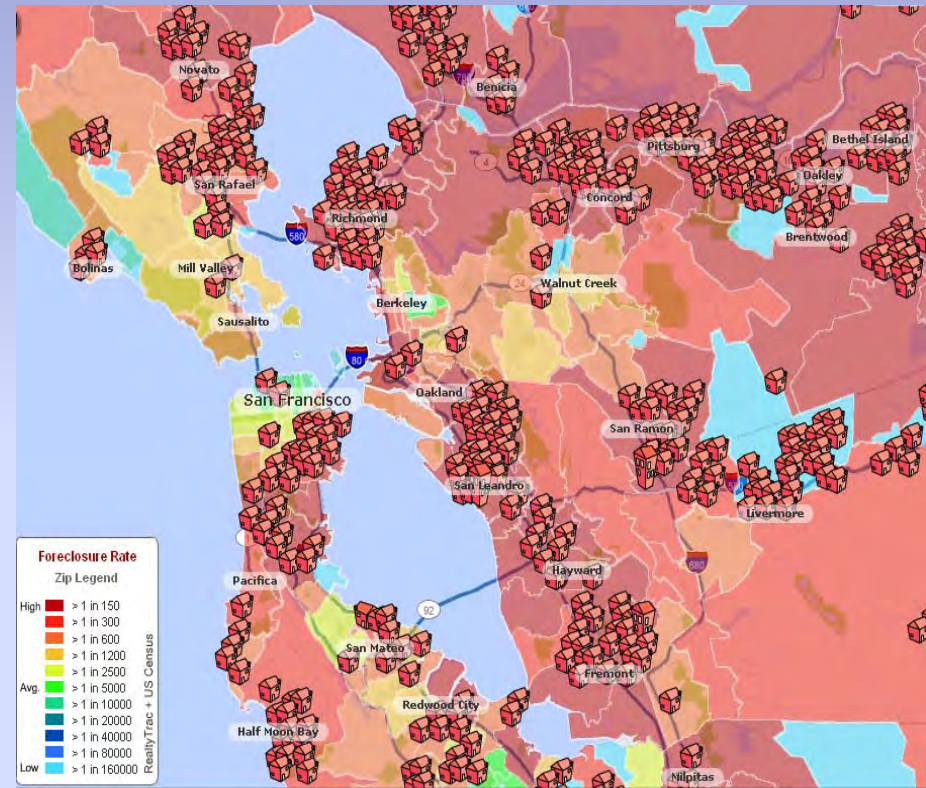 780
Novato
Benicia
4
Pittsburg
Bethel Island
San Rafael
Concord
Oakley
Richmond
580
Brentwood
Bolinas
Mill Valley
24
Walnut Creek
Berkeley
Sausalito
80
Oakland
San Francisco
San Ramon
San Leandro
Livermore
680
Hayward
Pacifica
92
San Mateo
Fremont
Redwood City
Half Moon Bay
Milpitas
Foreclosure Rate
Zip Legend
High > 1 in 150
> 1 in 300
> 1 in 600
> 1 in 1200
> 1 in 2500
Avg. > 1 in 5000
> 1 in 10000
> 1 in 20000
> 1 in 40000
> 1 in 80000
Low > 1 in 160000
RealtyTrac + US Census